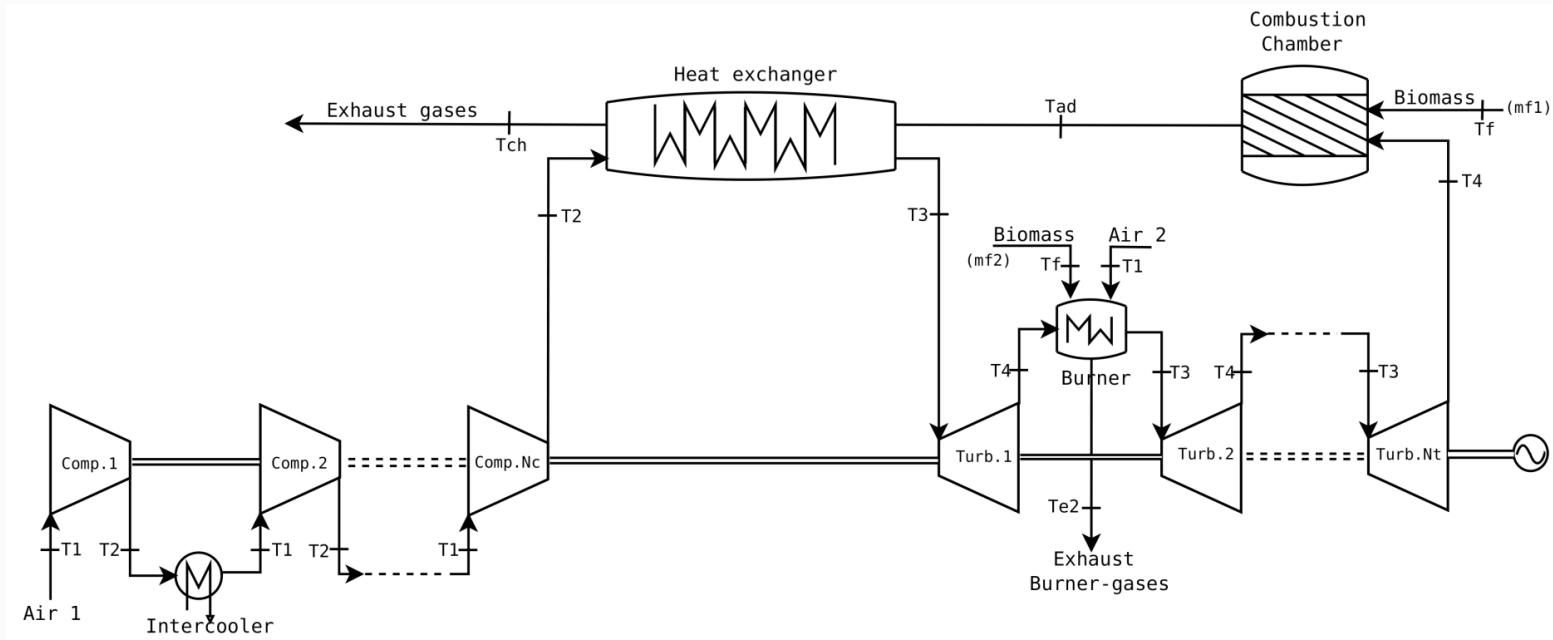 Combustion
Chamber
Heat exchanger
Exhaust gases
Tad
Biomass
(mf1)
Tch
Tf
T4
T2
T3
Biomass
Air 2
(mf2)
Tf
T1
T4
Burner
T3
T4
T3
Comp.1
Comp.2
Comp.Nc
Turb.1
Turb.2
Turb.Nt
Te2
T1
T2
T1
T2
T1
Exhaust
Burner-gases
Air 1
Intercooler